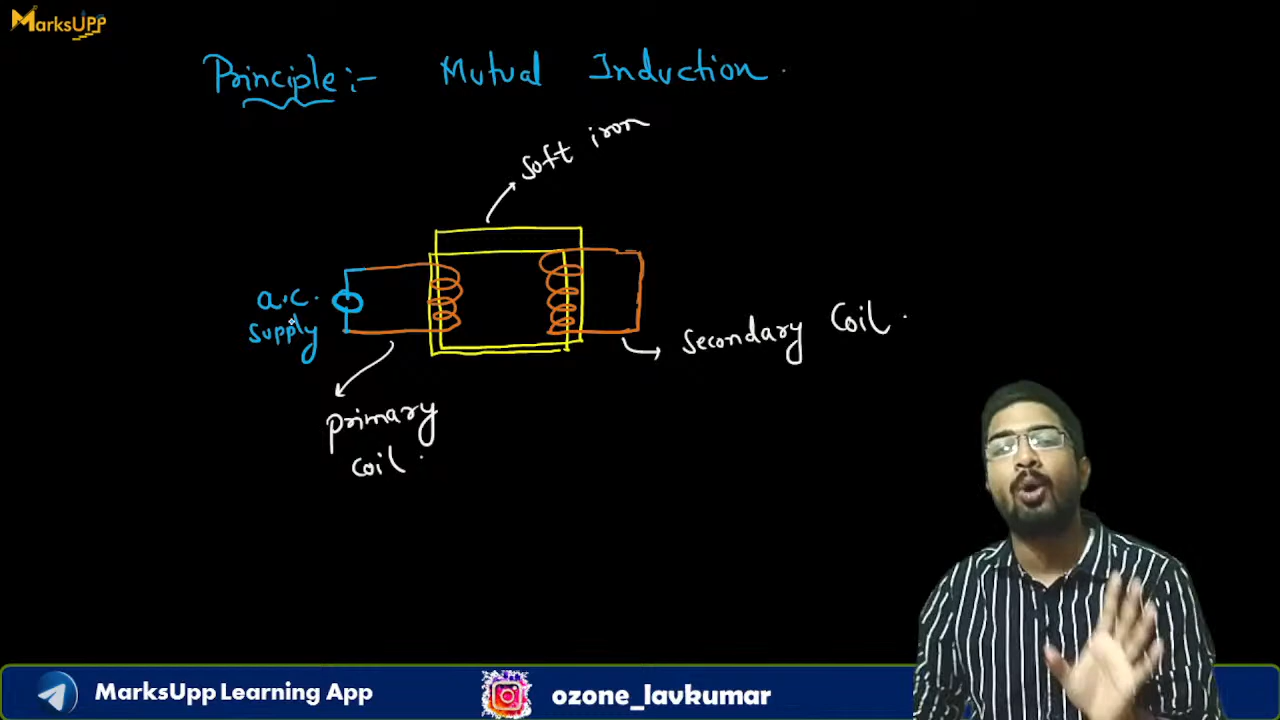 MarksUPP
Principle :- Mutual Induction.
soft iron
a.c.
supply
secondary Coil.
primary
coil.
MarksUpp Learning App
ozone_lavkumar